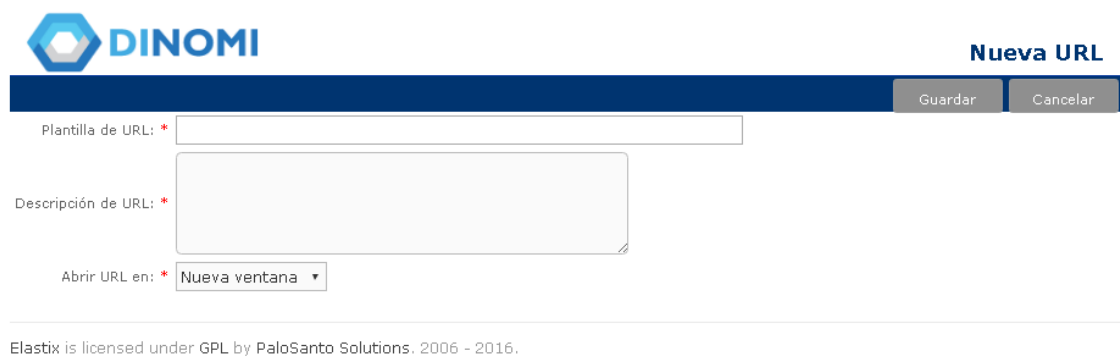 DINOMI
Nueva URL
Guardar Cancelar
Plantilla de URL: *
Descripción de URL: *
Abrir URL en: * Nueva ventana
Elastix is licensed under GPL by PaloSanto Solutions. 2006 - 2016.